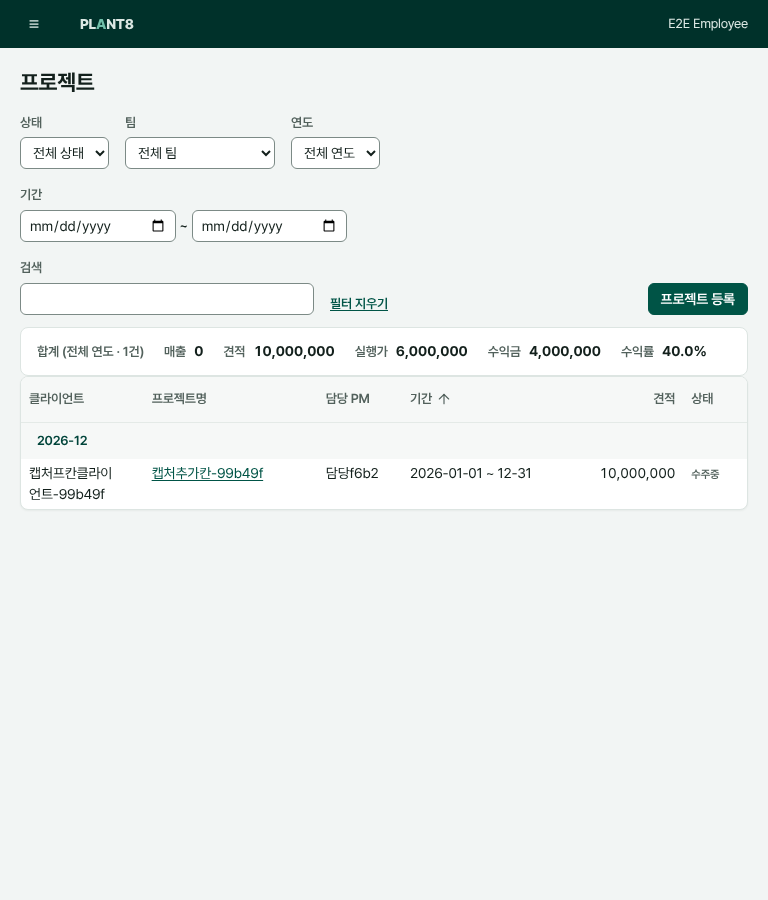 ≡ PLANT8 E2E Employee
프로젝트
상태 팀 연도
전체 상태 전체 팀 전체 연도
기간
mm/dd/yyyy ~ mm/dd/yyyy
검색
필터 지우기 프로젝트 등록
합계 (전체 연도 · 1건) 매출 0 견적 10,000,000 실행가 6,000,000 수익금 4,000,000 수익률 40.0%
클라이언트 프로젝트명 담당 PM 기간 ↑ 견적 상태
2026-12
캡처프칸클라이 캡처추가칸-99b49f 담당f6b2 2026-01-01 ~ 12-31 10,000,000 수주중
언트-99b49f